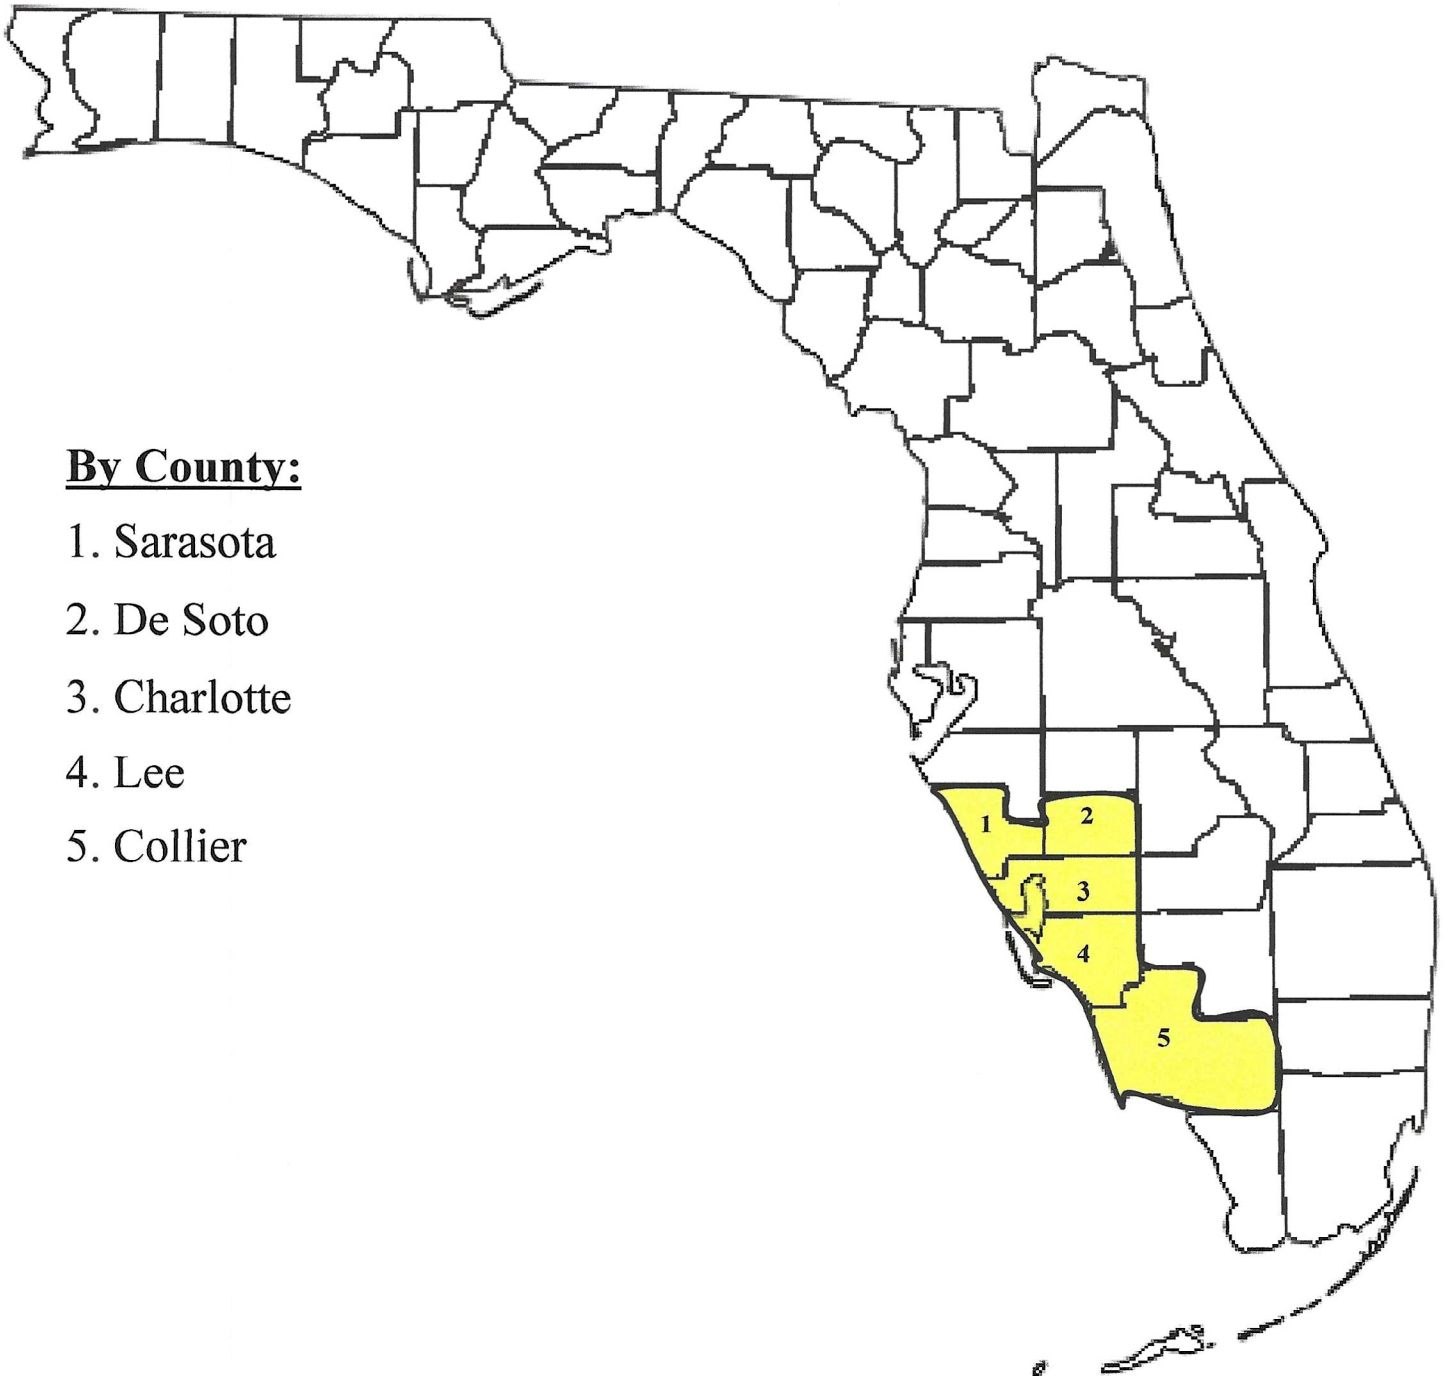 By County:
1. Sarasota
2. De Soto
3. Charlotte
4. Lee
5. Collier
1
2
3
4
5